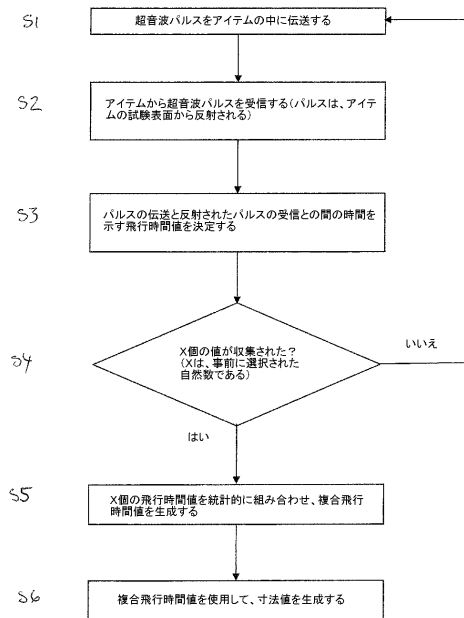 S1
超音波パルスをアイテムの中に伝送する
S2
アイテムから超音波パルスを受信する(パルスは、アイテ
ムの試験表面から反射される)
S3
パルスの伝送と反射されたパルスの受信との間の時間を
示す飛行時間値を決定する
S4
X個の値が収集された?
(Xは、事前に選択された
自然数である)
いいえ
はい
S5
X個の飛行時間値を統計的に組み合わせ、複合飛行
時間値を生成する
S6
複合飛行時間値を使用して、寸法値を生成する